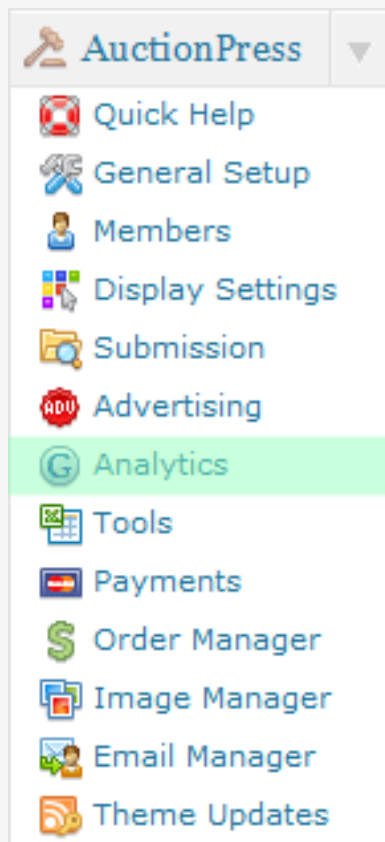 AuctionPress
Quick Help
General Setup
Members
Display Settings
Submission
ADV Advertising
G Analytics
Tools
Payments
$ Order Manager
Image Manager
Email Manager
Theme Updates